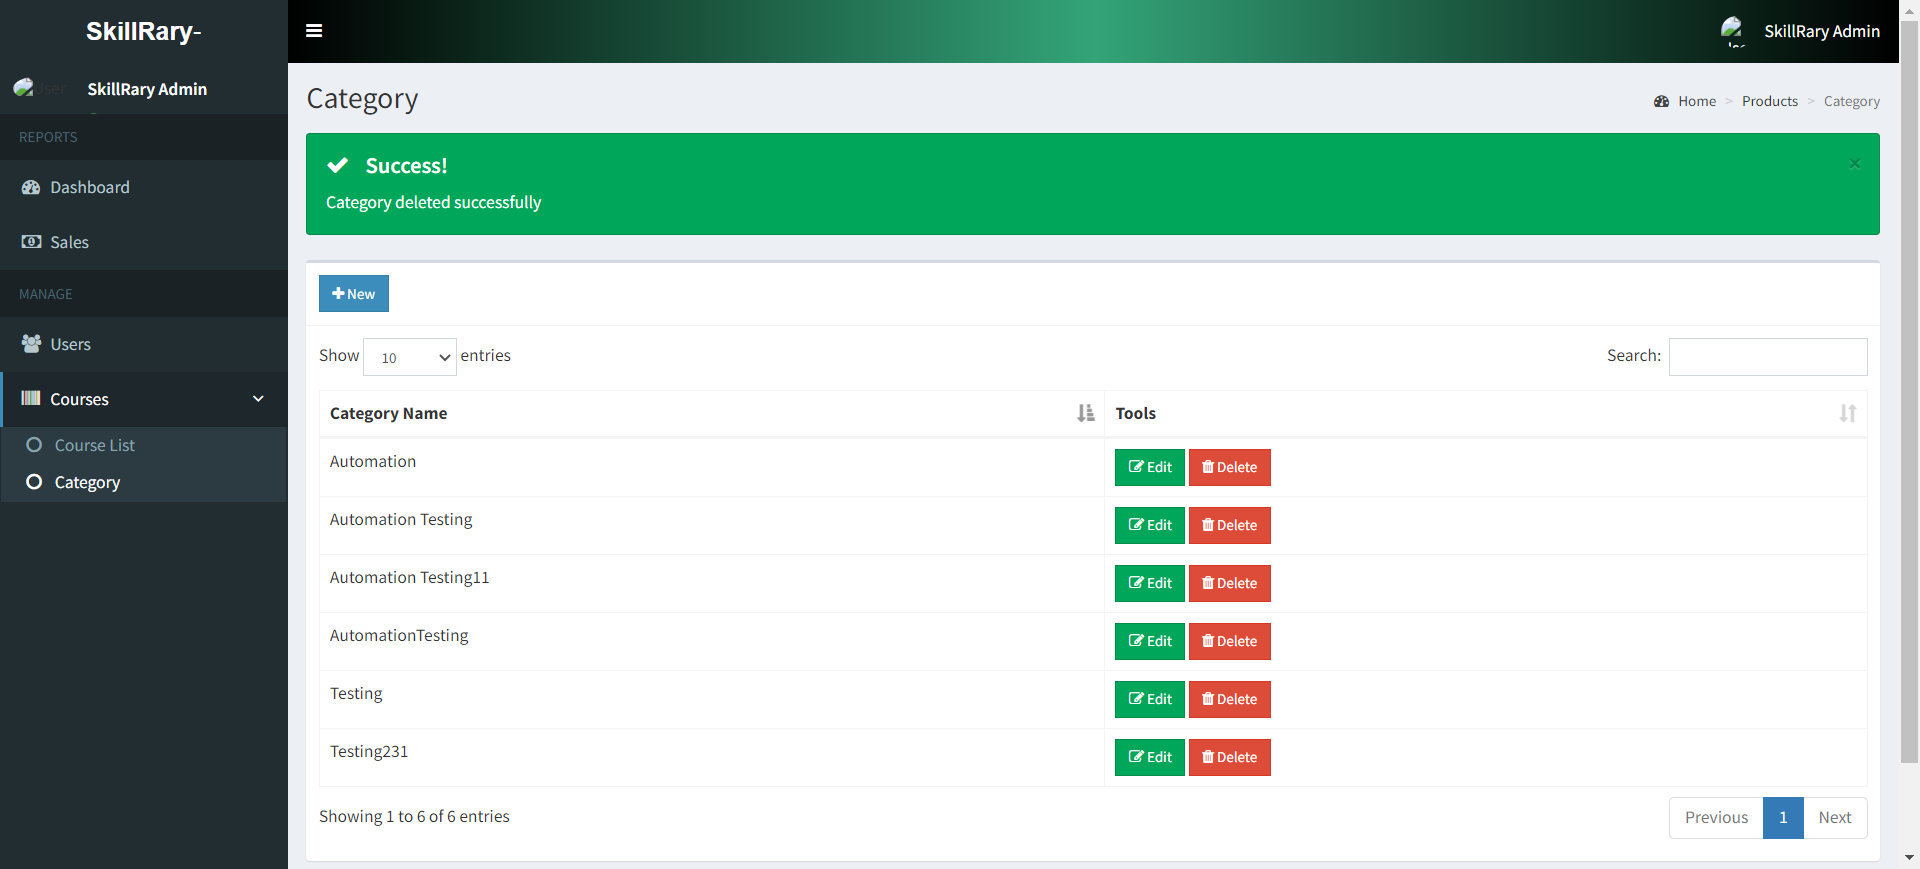 SkillRary-
SkillRary Admin
User
SkillRary Admin
Category
Home > Products > Category
REPORTS
Dashboard
Sales
MANAGE
Users
Courses
Course List
Category
Success!
×
Category deleted successfully
New
Show 10 entries
Search:
Category Name Tools
Automation Edit Delete
Automation Testing Edit Delete
Automation Testing11 Edit Delete
AutomationTesting Edit Delete
Testing Edit Delete
Testing231 Edit Delete
Showing 1 to 6 of 6 entries
Previous 1 Next